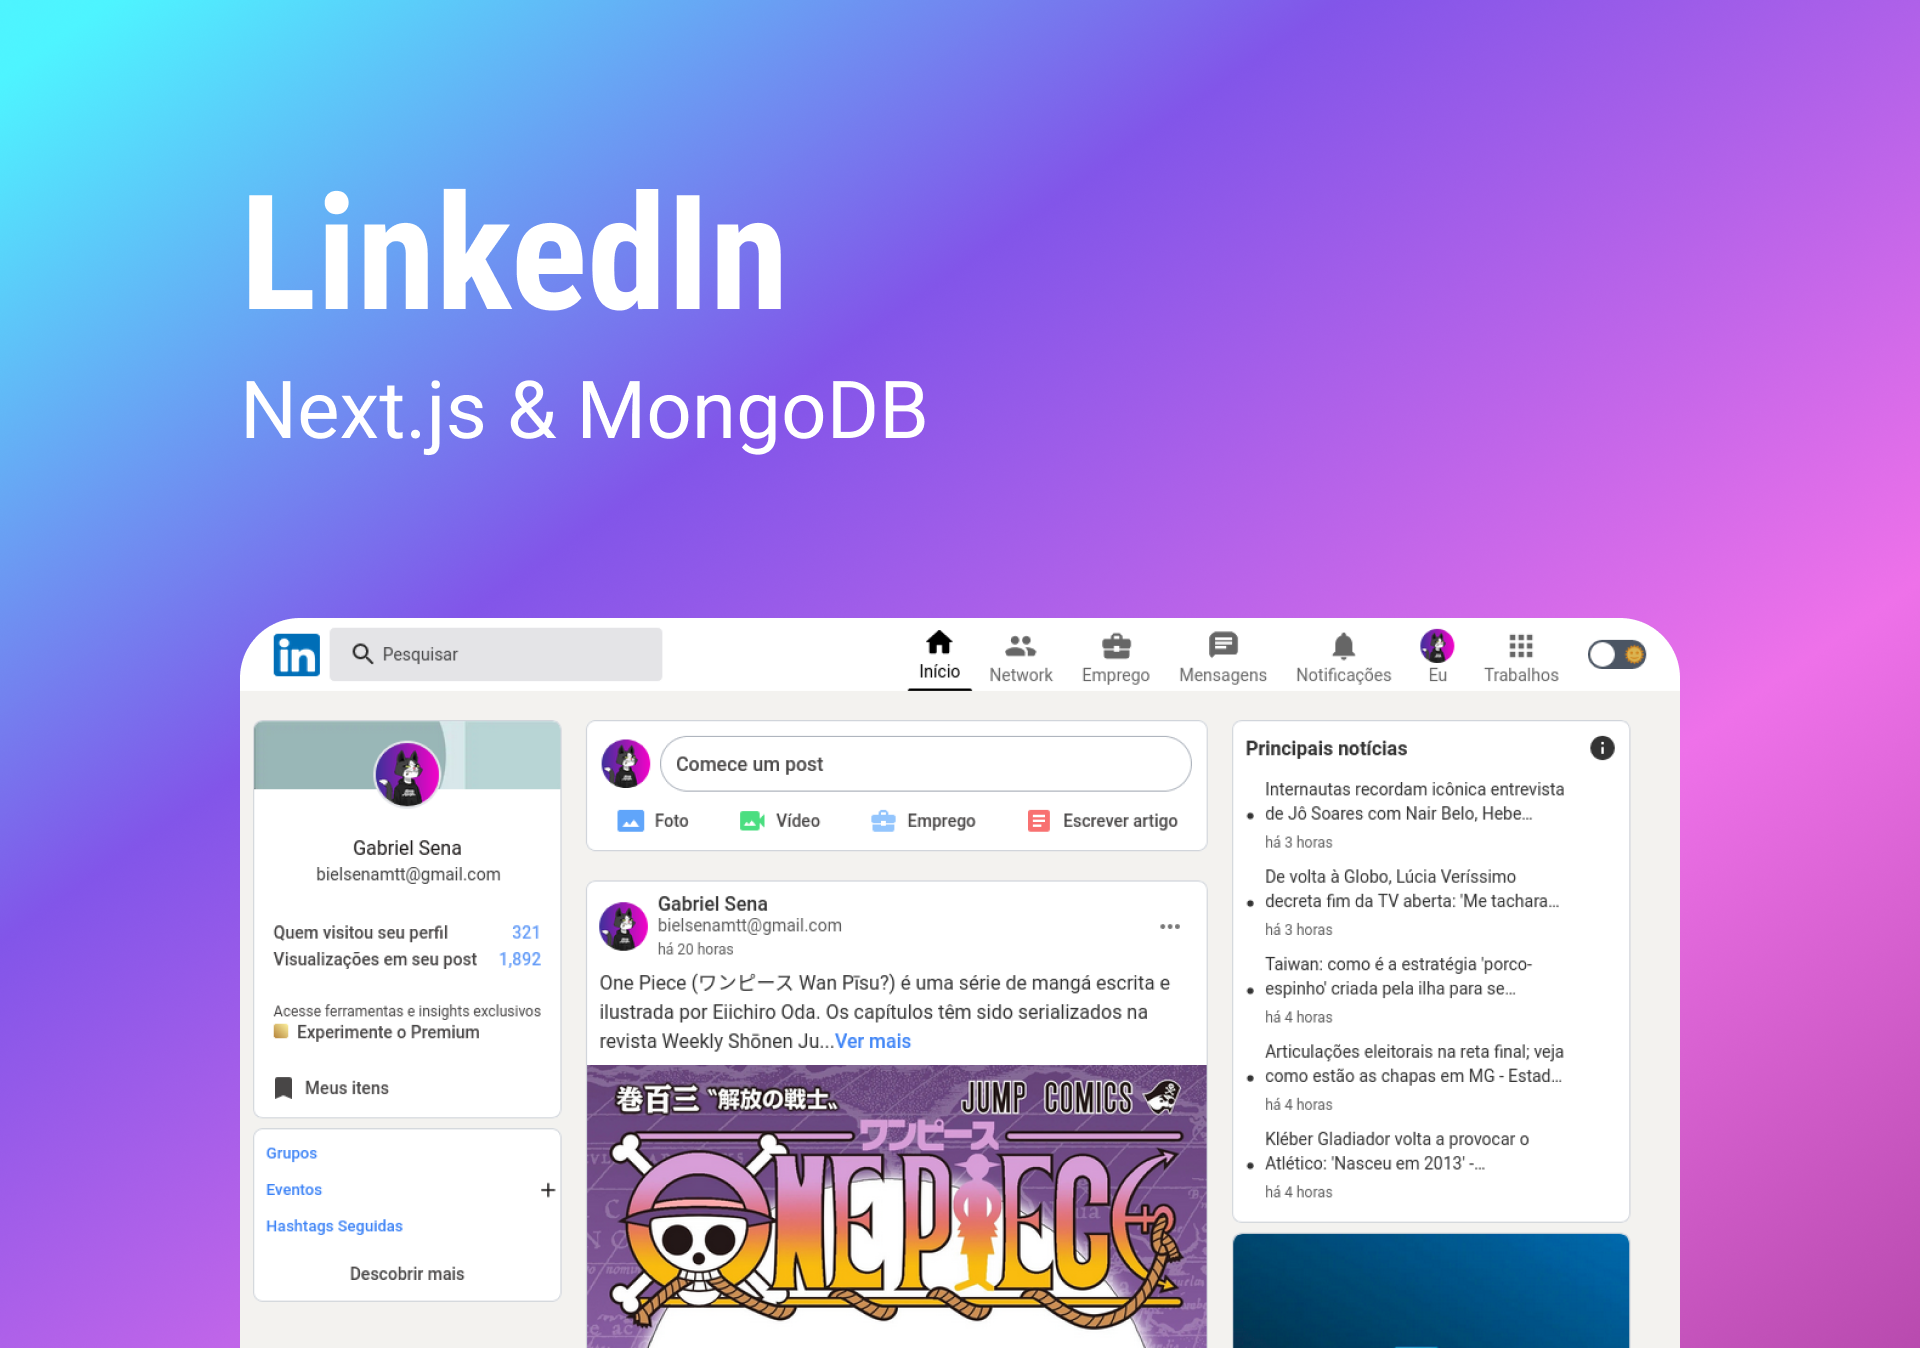 LinkedIn
Next.js & MongoDB
in
Pesquisar
Início
Network
Emprego
Mensagens
Notificações
Eu
Trabalhos
Gabriel Sena
bielsenamtt@gmail.com
Quem visitou seu perfil 321
Visualizações em seu post 1,892
Acesse ferramentas e insights exclusivos
Experimente o Premium
Meus itens
Grupos
Eventos
Hashtags Seguidas
Descobrir mais
Comece um post
Foto
Vídeo
Emprego
Escrever artigo
Gabriel Sena
bielsenamtt@gmail.com
há 20 horas
One Piece (ワンピース Wan Pīsu?) é uma série de mangá escrita e
ilustrada por Eiichiro Oda. Os capítulos têm sido serializados na
revista Weekly Shōnen Ju...Ver mais
巻百三 〝解放の戦士〟
JUMP COMICS
ワンピース
ONE PIECE
Principais notícias
Internautas recordam icônica entrevista
de Jô Soares com Nair Belo, Hebe...
há 3 horas
De volta à Globo, Lúcia Veríssimo
decreta fim da TV aberta: 'Me tachara...
há 3 horas
Taiwan: como é a estratégia 'porco-
espinho' criada pela ilha para se...
há 4 horas
Articulações eleitorais na reta final; veja
como estão as chapas em MG - Estad...
há 4 horas
Kléber Gladiador volta a provocar o
Atlético: 'Nasceu em 2013' -...
há 4 horas